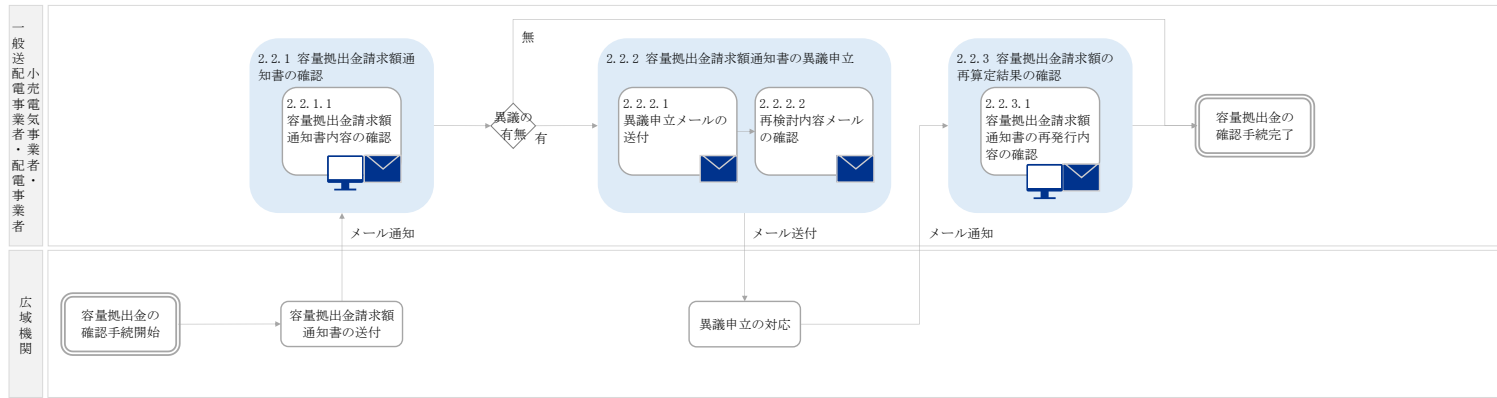 一般送配電事業者・配電事業者
小売電気事業者・
2.2.1 容量拠出金請求額通
知書の確認
2.2.1.1
容量拠出金請求額
通知書内容の確認
異議の
有無
無
有
2.2.2 容量拠出金請求額通知書の異議申立
2.2.2.1
異議申立メールの
送付
2.2.2.2
再検討内容メール
の確認
2.2.3 容量拠出金請求額の
再算定結果の確認
2.2.3.1
容量拠出金請求額
通知書の再発行内
容の確認
容量拠出金の
確認手続完了
メール通知
メール送付
メール通知
広域機関
容量拠出金の
確認手続開始
容量拠出金請求額
通知書の送付
異議申立の対応